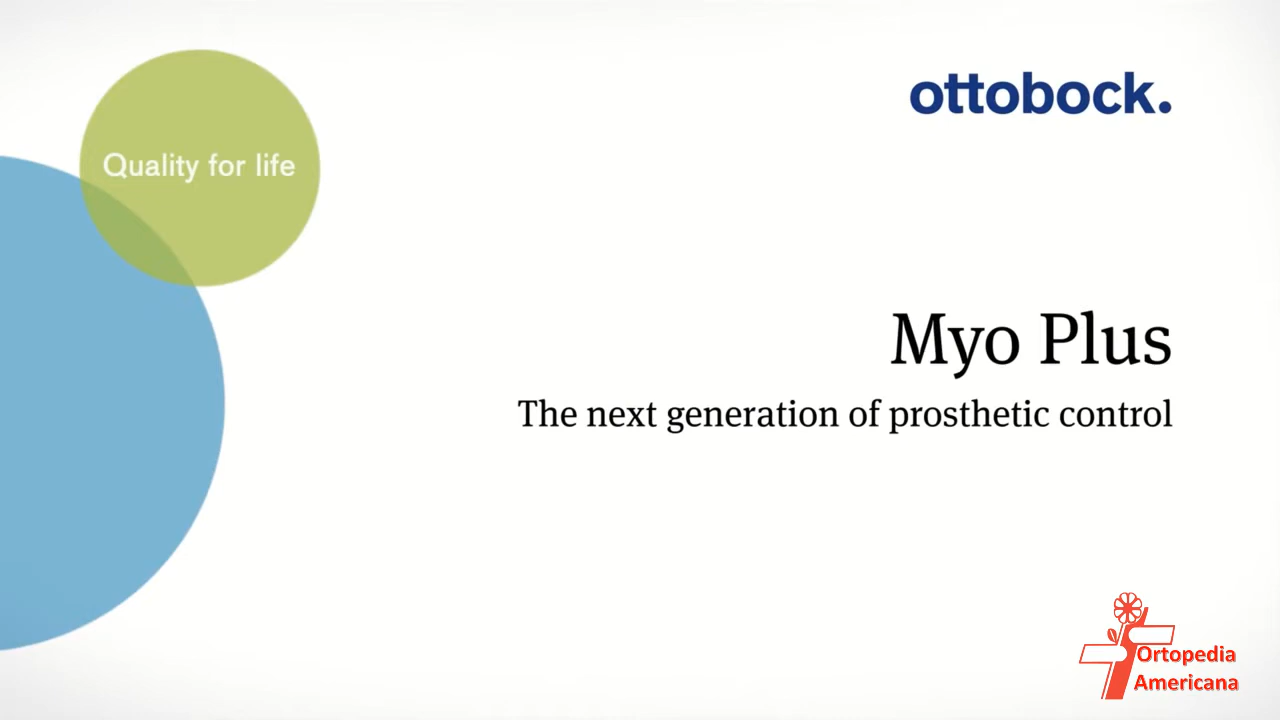 ottobock.
Quality for life
Myo Plus
The next generation of prosthetic control
Ortopedia
Americana